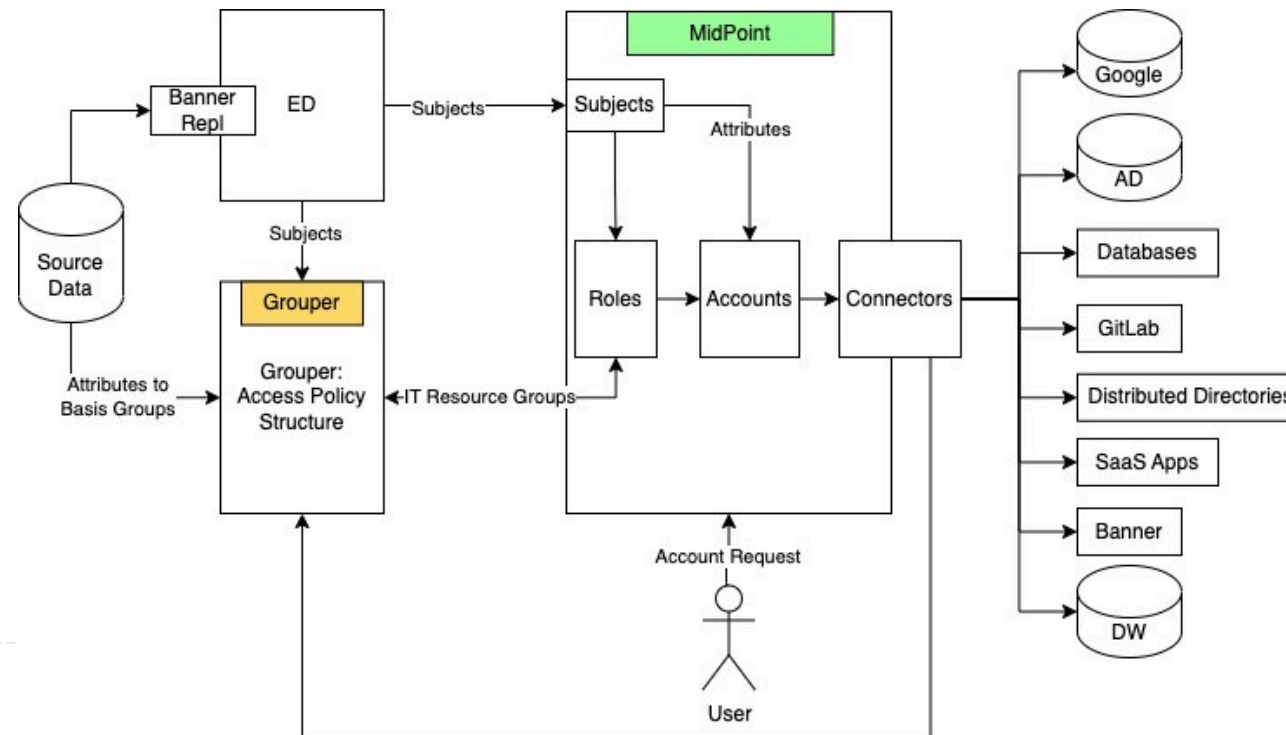 MidPoint
Google
Banner
Repl
ED
Subjects
Subjects
Attributes
AD
Subjects
Source
Data
Grouper
Roles
Accounts
Connectors
Databases
GitLab
Grouper:
Access Policy
Structure
Attributes to
Basis Groups
IT Resource Groups
Distributed Directories
SaaS Apps
Banner
Account Request
DW
User